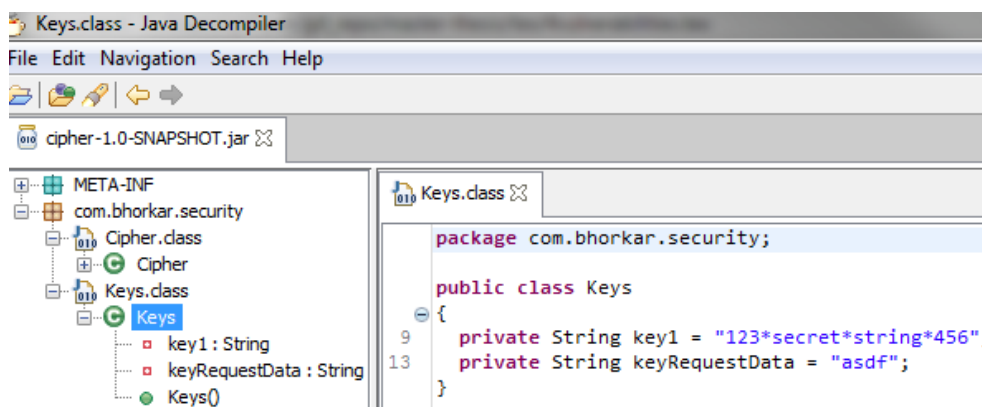 Keys.class - Java Decompiler
File Edit Navigation Search Help
cipher-1.0-SNAPSHOT.jar
META-INF
com.bhorkar.security
Cipher.class
Cipher
Keys.class
Keys
key1 : String
keyRequestData : String
Keys()
Keys.class
package com.bhorkar.security;
public class Keys
{
9 private String key1 = "123*secret*string*456"
13 private String keyRequestData = "asdf";
}